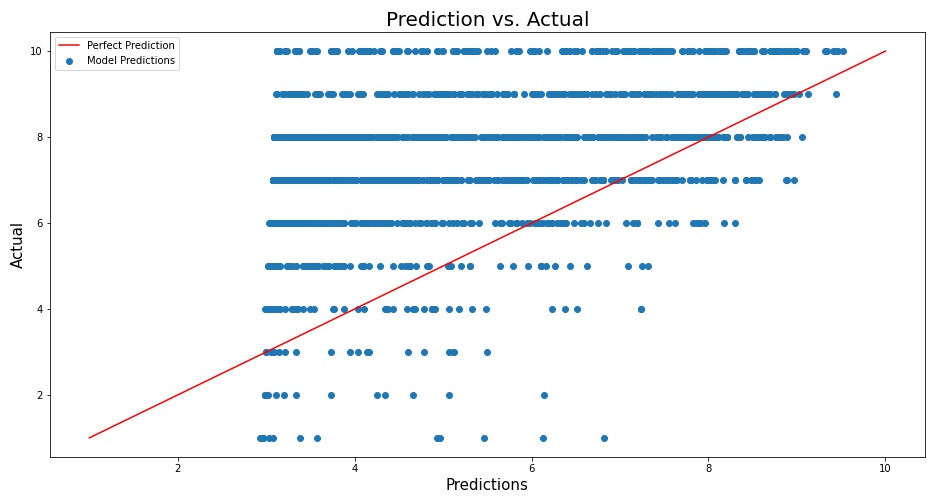 Prediction vs. Actual
Perfect Prediction
Model Predictions
10
8
6
4
2
Actual
2 4 6 8 10
Predictions